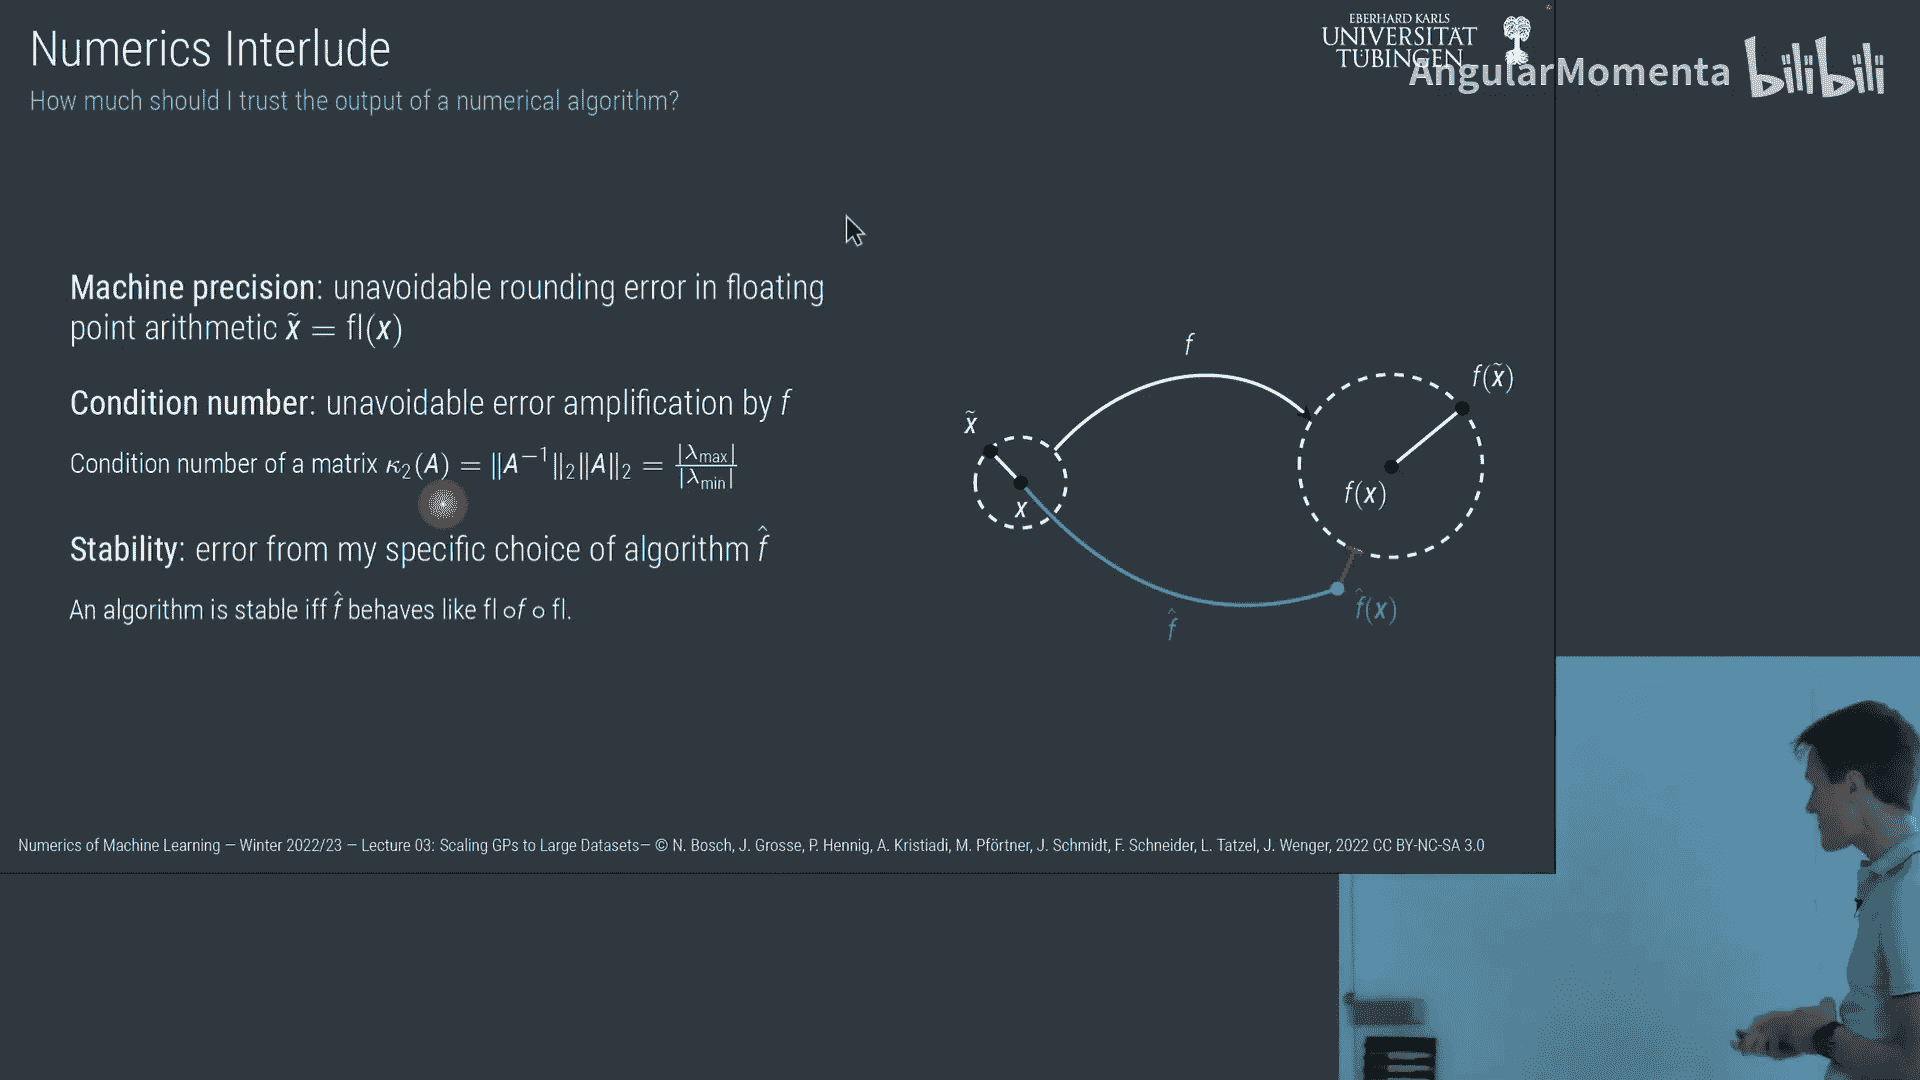 Numerics Interlude
How much should I trust the output of a numerical algorithm?
EBERHARD KARLS
UNIVERSITÄT
TÜBINGEN
AngularMomenta bilibili
Machine precision: unavoidable rounding error in floating
point arithmetic x̃ = fl(x)
Condition number: unavoidable error amplification by f
Condition number of a matrix κ₂(A) = ‖A⁻¹‖₂‖A‖₂ = |λmax| / |λmin|
Stability: error from my specific choice of algorithm f̂
An algorithm is stable iff f̂ behaves like fl ∘f ∘ fl.
f
x̃
x
f(x̃)
f(x)
f̂
f̂(x)
Numerics of Machine Learning — Winter 2022/23 — Lecture 03: Scaling GPs to Large Datasets— © N. Bosch, J. Grosse, P. Hennig, A. Kristiadi, M. Pförtner, J. Schmidt, F. Schneider, L. Tatzel, J. Wenger, 2022 CC BY-NC-SA 3.0